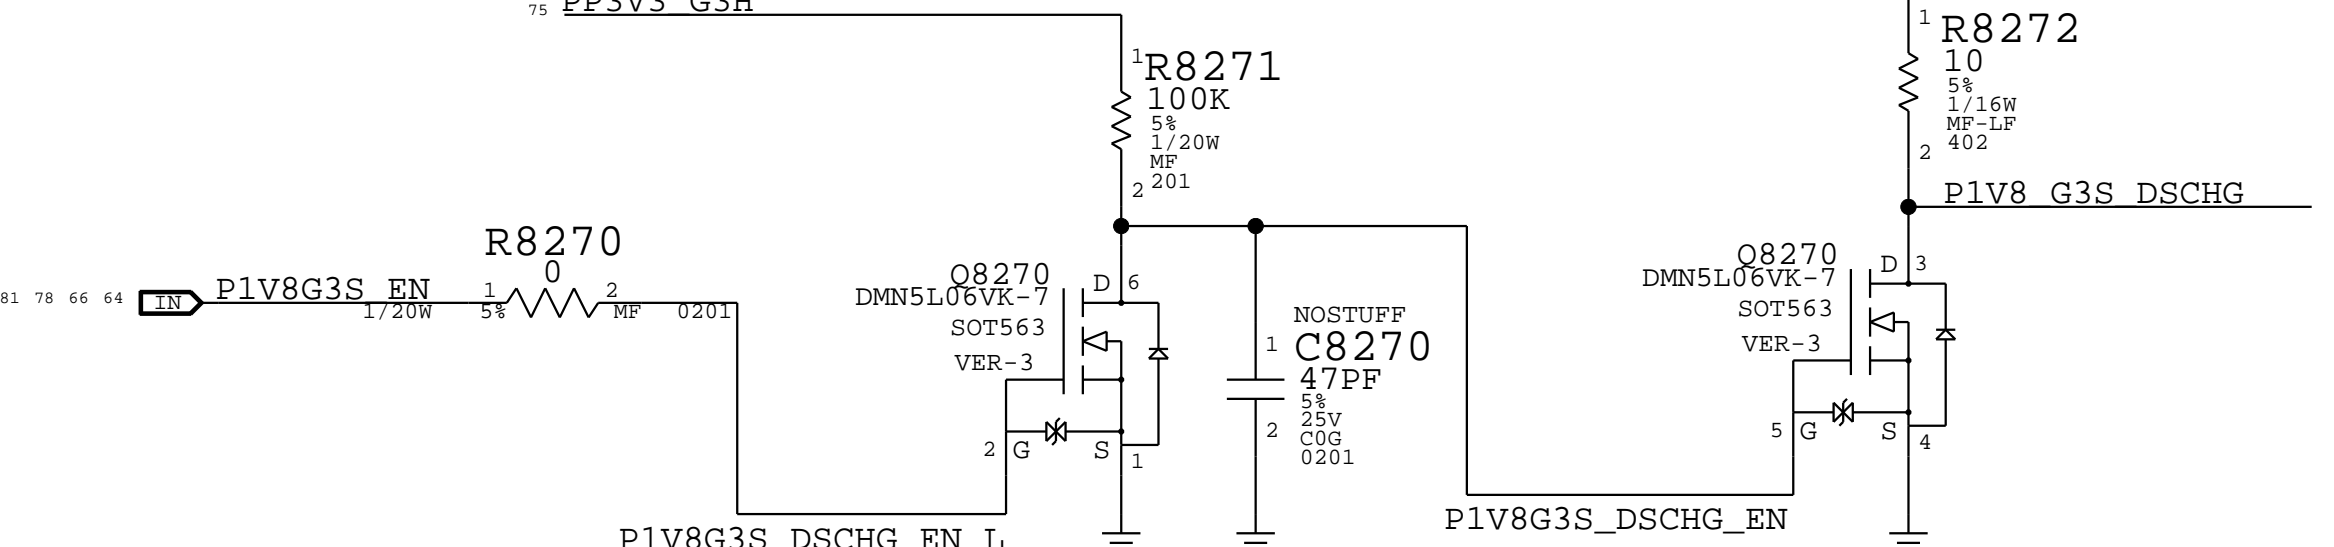 75 PP3V3_G3H
1
R8271
100K
5%
1/20W
MF
201
2
1
R8272
10
5%
1/16W
MF-LF
402
2
P1V8_G3S_DSCHG
81 78 66 64
IN
P1V8G3S_EN
R8270
0
1
2
1/20W
5%
MF
0201
Q8270
DMN5L06VK-7
SOT563
VER-3
D
6
2
G
S
1
NOSTUFF
1
C8270
47PF
5%
25V
C0G
0201
2
Q8270
DMN5L06VK-7
SOT563
VER-3
D
3
5
G
S
4
P1V8G3S_DSCHG_EN_L
P1V8G3S_DSCHG_EN